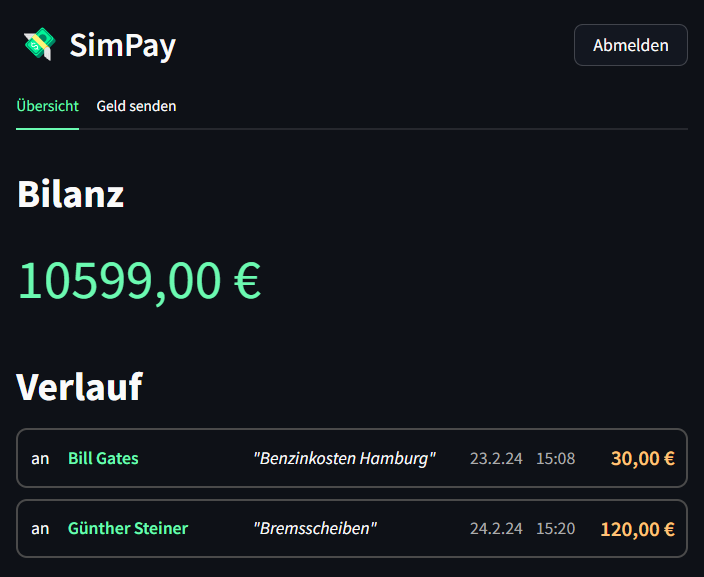 SimPay
Abmelden
Übersicht Geld senden
Bilanz
10599,00 €
Verlauf
an Bill Gates "Benzinkosten Hamburg" 23.2.24 15:08 30,00 €
an Günther Steiner "Bremsscheiben" 24.2.24 15:20 120,00 €